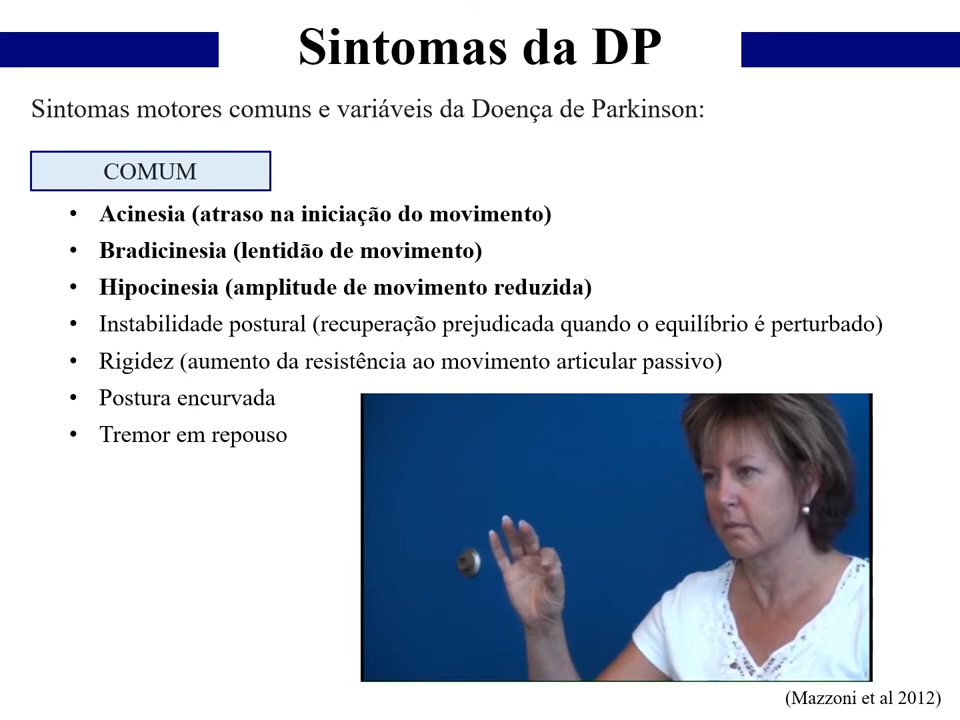 Sintomas da DP
Sintomas motores comuns e variáveis da Doença de Parkinson:
COMUM
• Acinesia (atraso na iniciação do movimento)
• Bradicinesia (lentidão de movimento)
• Hipocinesia (amplitude de movimento reduzida)
• Instabilidade postural (recuperação prejudicada quando o equilíbrio é perturbado)
• Rigidez (aumento da resistência ao movimento articular passivo)
• Postura encurvada
• Tremor em repouso
(Mazzoni et al 2012)